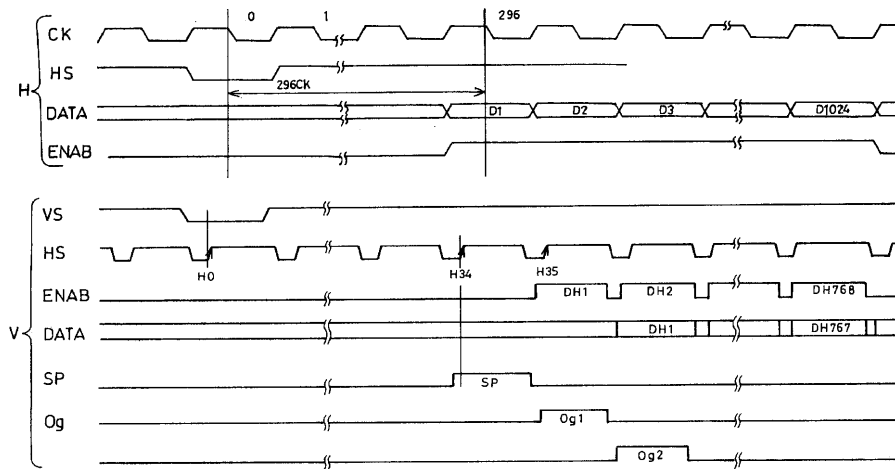 0 1 296
CK
HS
296CK
H
DATA D1 D2 D3 D1024
ENAB
VS
HS
H0 H34 H35
ENAB DH1 DH2 DH768
V
DATA DH1 DH767
SP SP
Og Og1
Og2